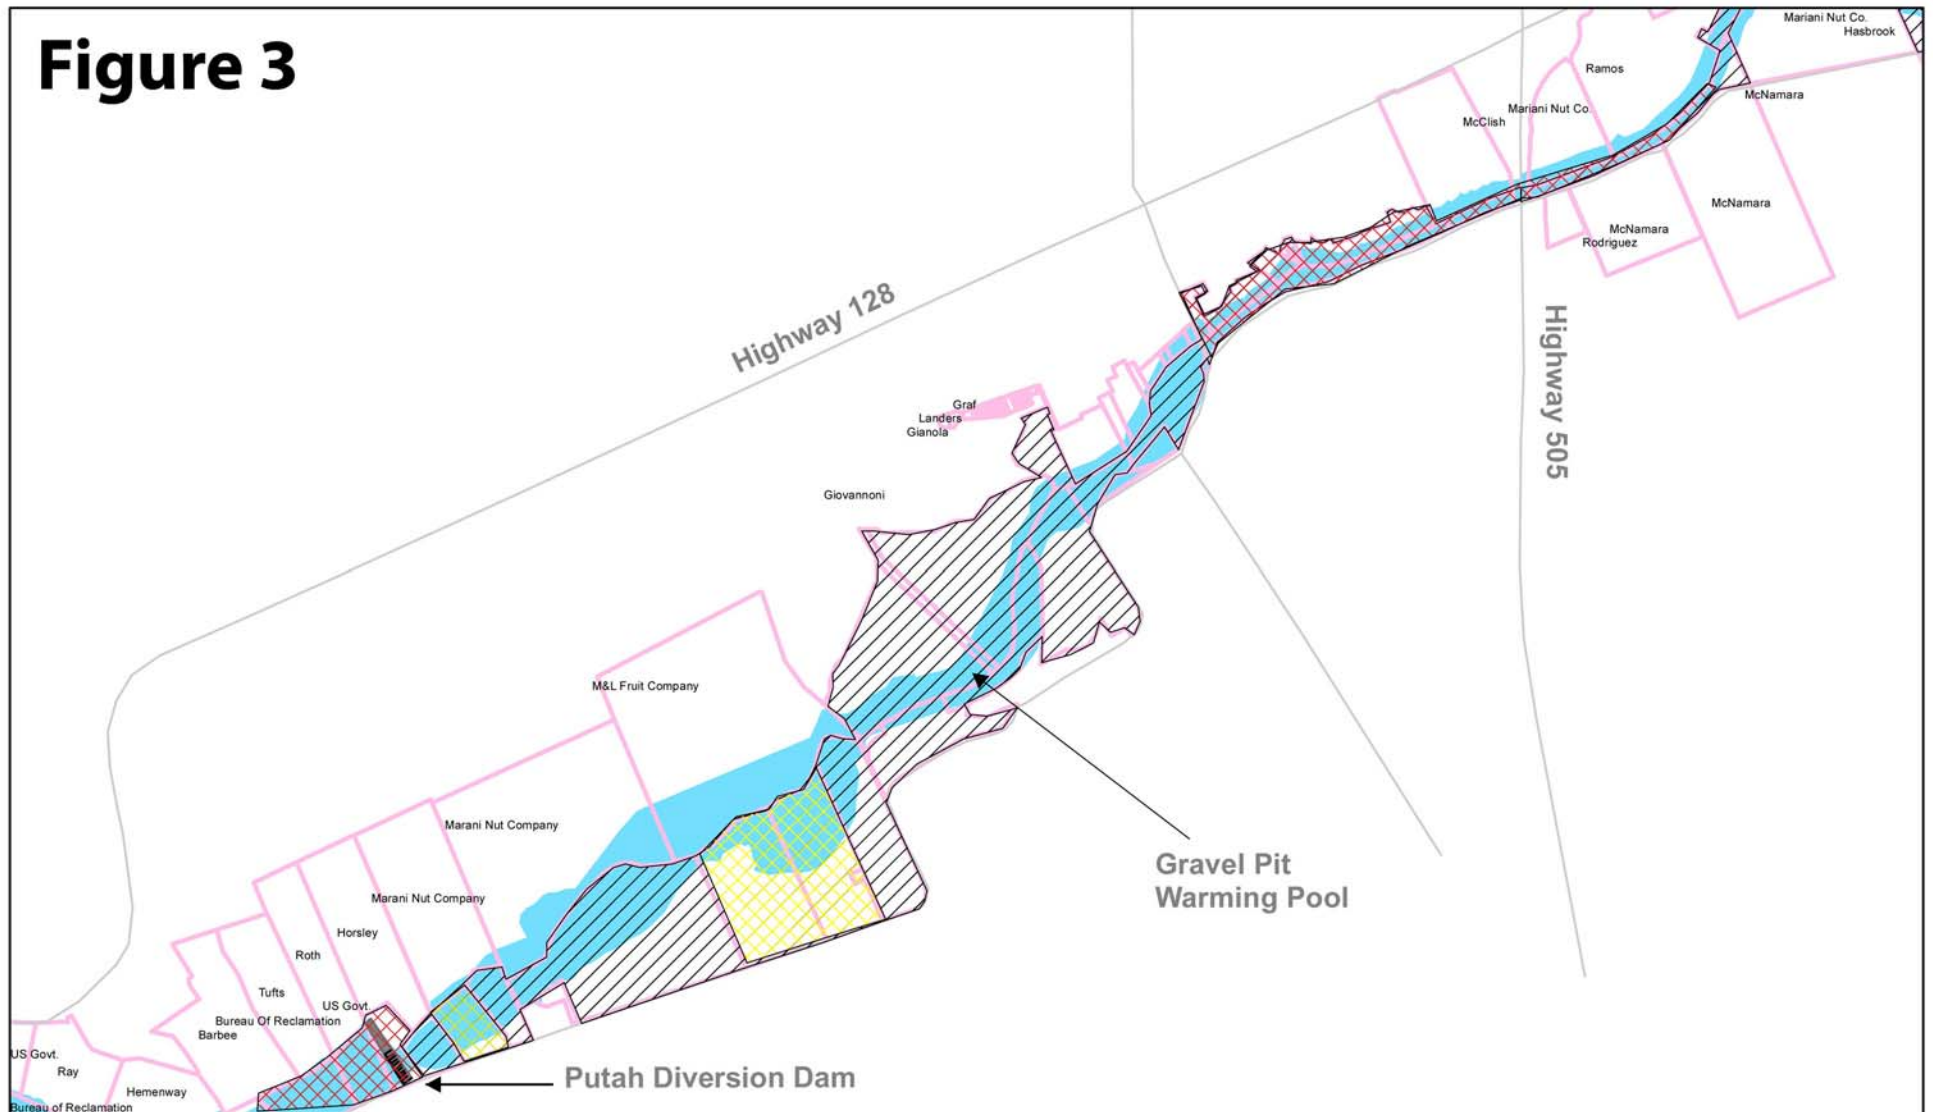 Figure 3
Mariani Nut Co.
Hasbrook
Ramos
McNamara
Mariani Nut Co.
McClish
McNamara
McNamara
Rodriguez
Highway 128
Highway 505
Graf
Landers
Gianola
Giovannoni
M&L Fruit Company
Marani Nut Company
Gravel Pit
Warming Pool
Marani Nut Company
Horsley
Roth
Tufts
US Govt.
Bureau Of Reclamation
Barbee
US Govt.
Ray
Putah Diversion Dam
Hemenway
Bureau of Reclamation